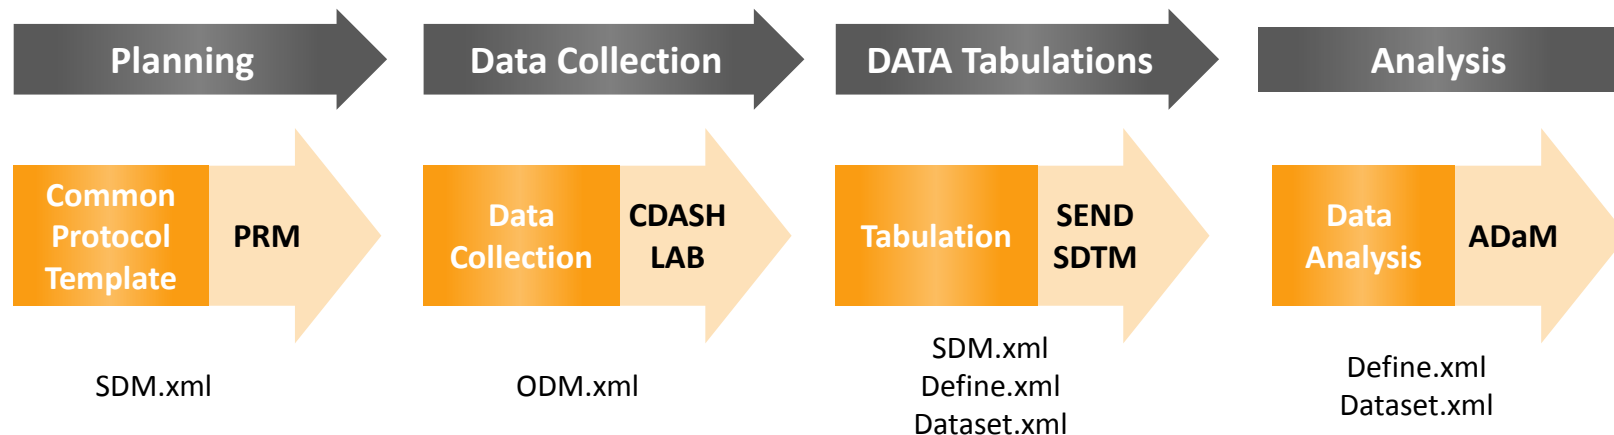 Planning
Data Collection
DATA Tabulations
Analysis
Common
Protocol
Template
PRM
Data
Collection
CDASH
LAB
Tabulation
SEND
SDTM
Data
Analysis
ADaM
SDM.xml
ODM.xml
SDM.xml
Define.xml
Dataset.xml
Define.xml
Dataset.xml